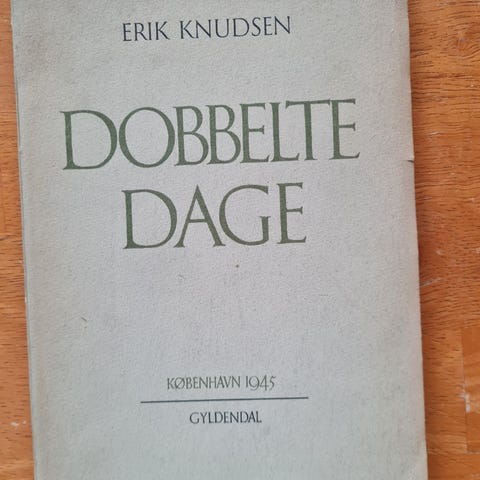 ERIK KNUDSEN
DOBBELTE
DAGE
KØBENHAVN 1945
GYLDENDAL